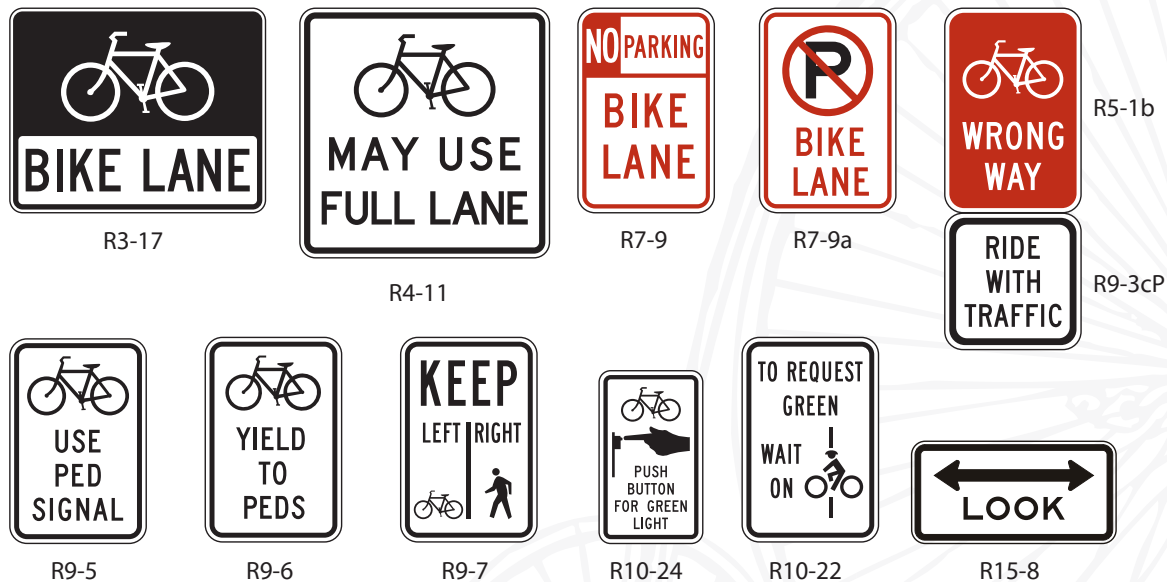 BIKE LANE
R3-17
MAY USE
FULL LANE
R4-11
NO PARKING
BIKE
LANE
R7-9
P
BIKE
LANE
R7-9a
WRONG
WAY
R5-1b
RIDE
WITH
TRAFFIC
R9-3cP
USE
PED
SIGNAL
R9-5
YIELD
TO
PEDS
R9-6
KEEP
LEFT RIGHT
R9-7
PUSH
BUTTON
FOR GREEN
LIGHT
R10-24
TO REQUEST
GREEN
WAIT
ON
R10-22
LOOK
R15-8